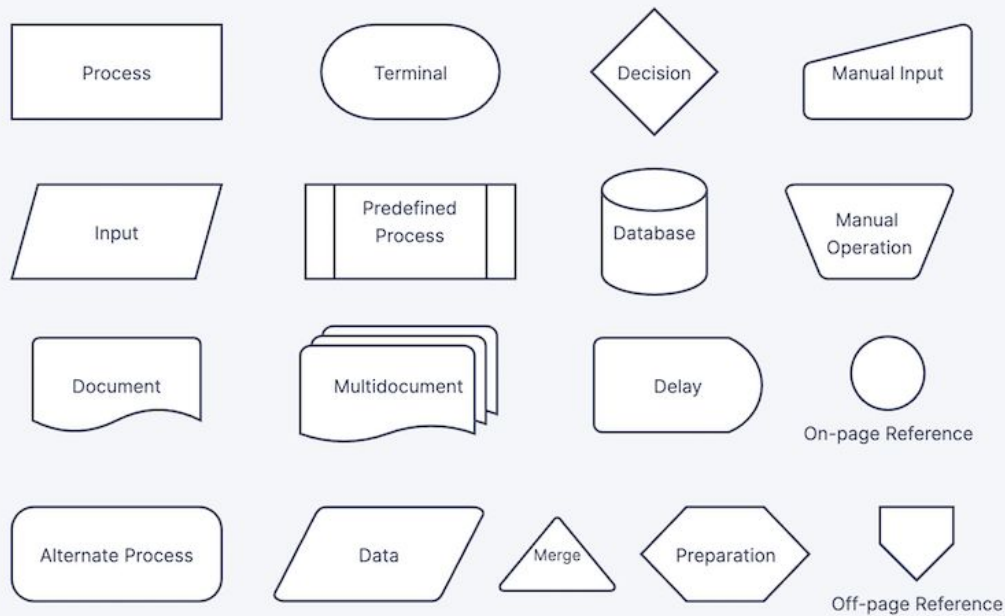 Process
Terminal
Decision
Manual Input
Input
Predefined
Process
Database
Manual
Operation
Document
Multidocument
Delay
On-page Reference
Alternate Process
Data
Merge
Preparation
Off-page Reference